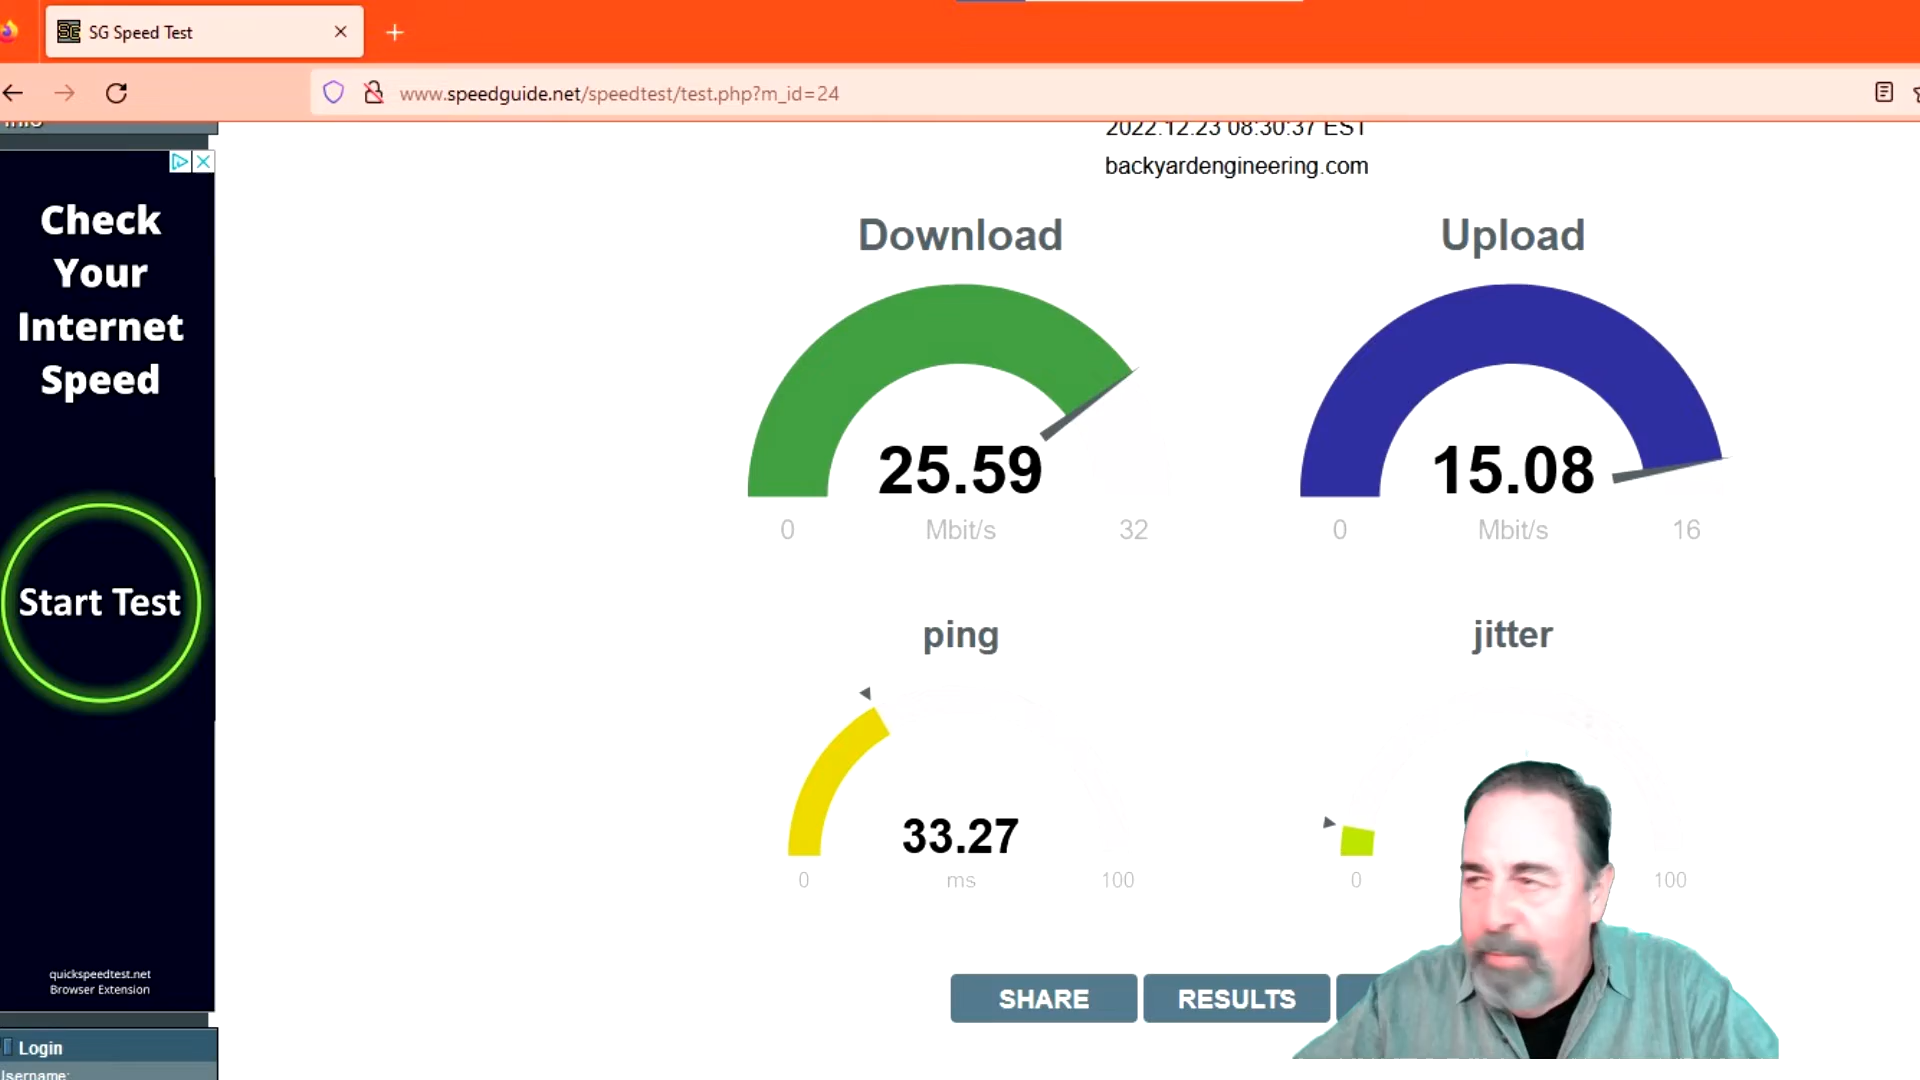 SG Speed Test
www.speedguide.net/speedtest/test.php?m_id=24
Info
2022.12.23 08:30:37 EST
backyardengineering.com
Check
Your
Internet
Speed
Start Test
quickspeedtest.net
Browser Extension
Login
Username:
Download
25.59
0 Mbit/s 32
Upload
15.08
0 Mbit/s 16
ping
33.27
0 ms 100
jitter
0 100
SHARE RESULTS